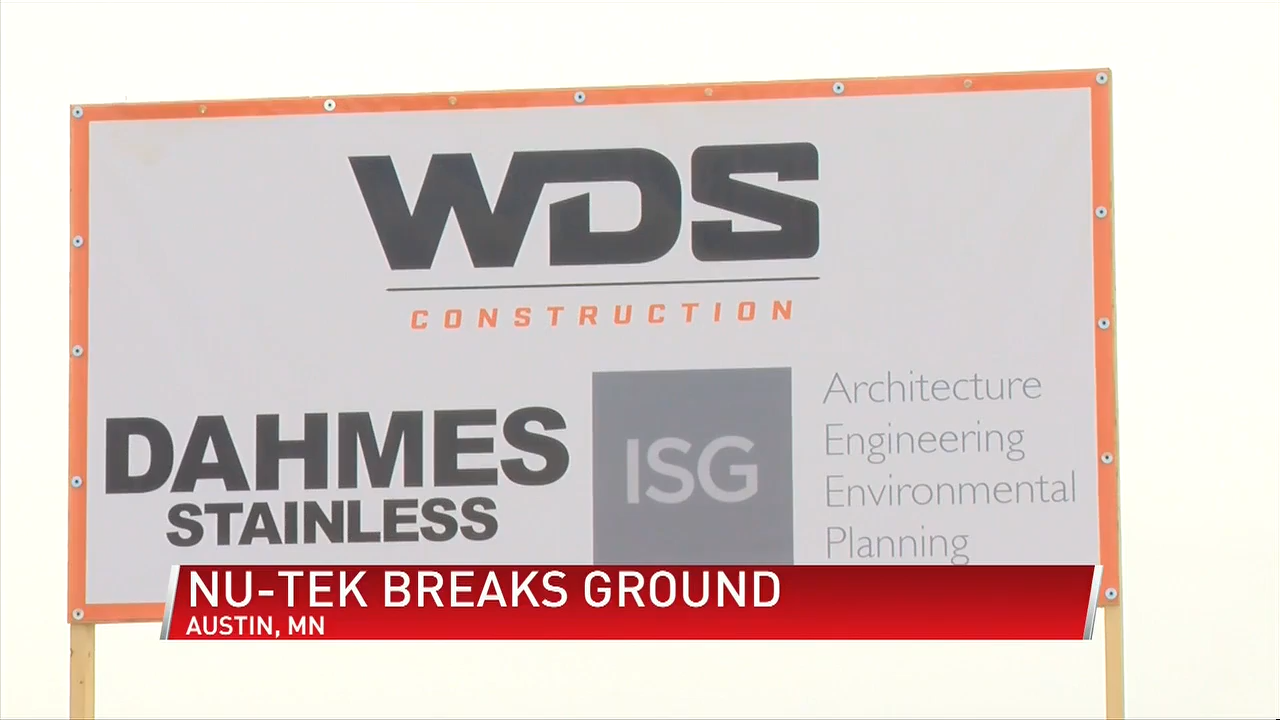 WDS
CONSTRUCTION
DAHMES
STAINLESS
ISG
Architecture
Engineering
Environmental
Planning
NU-TEK BREAKS GROUND
AUSTIN, MN